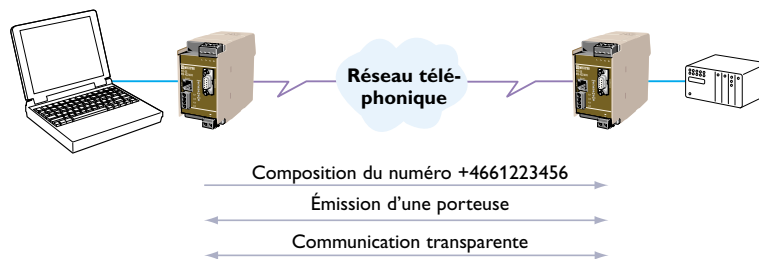 Réseau télé-
phonique
Composition du numéro +4661223456
Émission d’une porteuse
Communication transparente